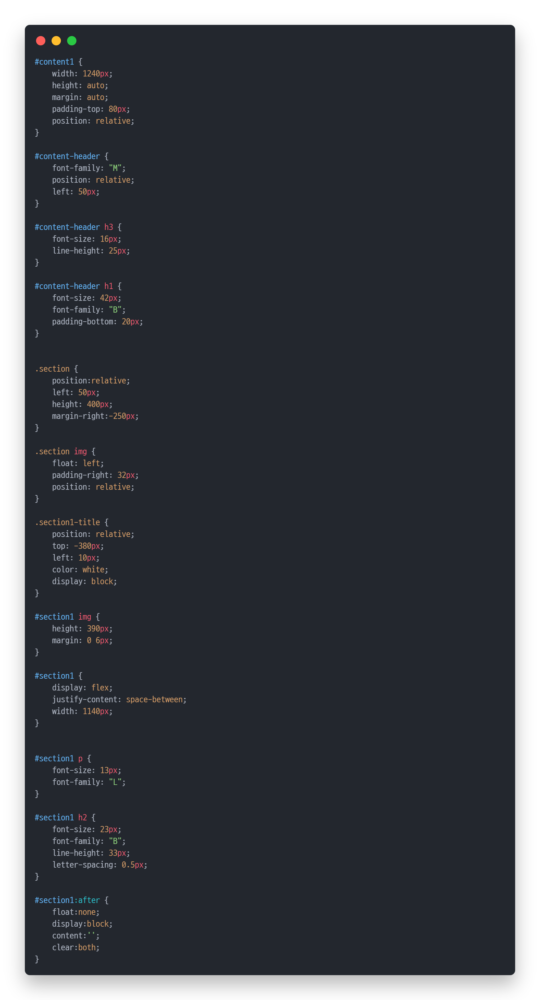 #content1 {
    width: 1240px;
    height: auto;
    margin: auto;
    padding-top: 80px;
    position: relative;
}

#content-header {
    font-family: "M";
    position: relative;
    left: 50px;
}

#content-header h3 {
    font-size: 16px;
    line-height: 25px;
}

#content-header h1 {
    font-size: 42px;
    font-family: "B";
    padding-bottom: 20px;
}


.section {
    position:relative;
    left: 50px;
    height: 400px;
    margin-right:-250px;
}

.section img {
    float: left;
    padding-right: 32px;
    position: relative;
}

.section1-title {
    position: relative;
    top: -380px;
    left: 10px;
    color: white;
    display: block;
}

#section1 img {
    height: 390px;
    margin: 0 6px;
}

#section1 {
    display: flex;
    justify-content: space-between;
    width: 1140px;
}


#section1 p {
    font-size: 13px;
    font-family: "L";
}

#section1 h2 {
    font-size: 23px;
    font-family: "B";
    line-height: 33px;
    letter-spacing: 0.5px;
}

#section1:after {
    float:none;
    display:block;
    content:'';
    clear:both;
}